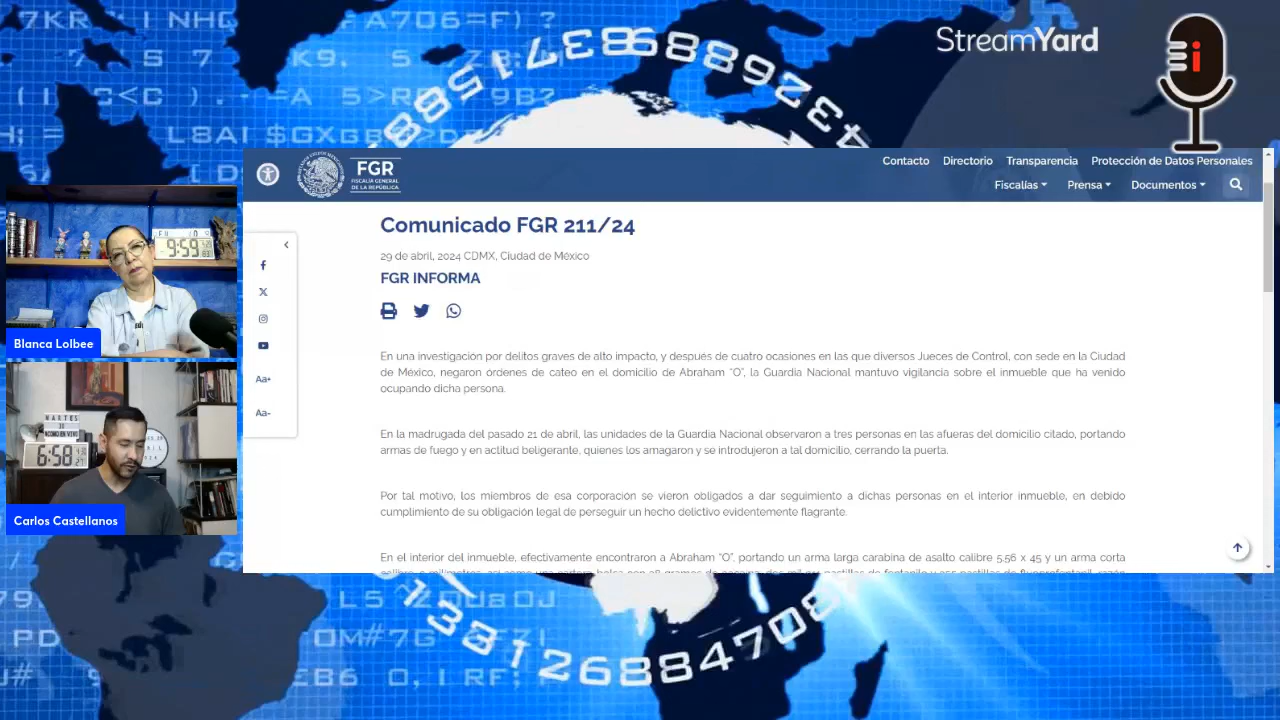 StreamYard
i
FGR
FISCALÍA GENERAL
DE LA REPÚBLICA
Contacto Directorio Transparencia Protección de Datos Personales
Fiscalías Prensa Documentos
Comunicado FGR 211/24
29 de abril, 2024 CDMX, Ciudad de México
FGR INFORMA
Aa+
Aa-
En una investigación por delitos graves de alto impacto, y después de cuatro ocasiones en las que diversos Jueces de Control, con sede en la Ciudad
de México, negaron órdenes de cateo en el domicilio de Abraham “O”, la Guardia Nacional mantuvo vigilancia sobre el inmueble que ha venido
ocupando dicha persona.
En la madrugada del pasado 21 de abril, las unidades de la Guardia Nacional observaron a tres personas en las afueras del domicilio citado, portando
armas de fuego y en actitud beligerante, quienes los amagaron y se introdujeron a tal domicilio, cerrando la puerta.
Por tal motivo, los miembros de esa corporación se vieron obligados a dar seguimiento a dichas personas en el interior inmueble, en debido
cumplimiento de su obligación legal de perseguir un hecho delictivo evidentemente flagrante.
En el interior del inmueble, efectivamente encontraron a Abraham “O”, portando un arma larga carabina de asalto calibre 5.56 x 45 y un arma corta
9:59
Blanca Lolbee
MARTES
30
6:58
Carlos Castellanos